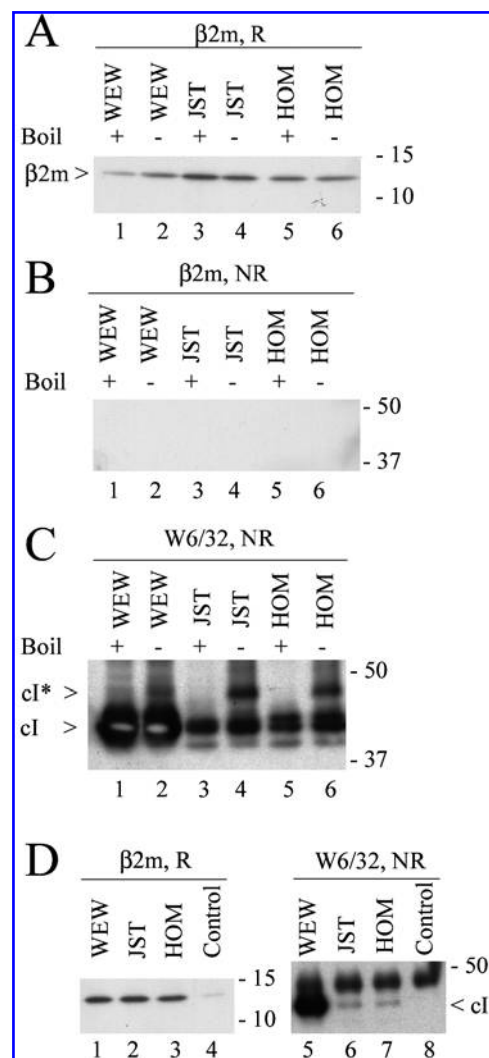 A
β2m, R
WEW WEW JST JST HOM HOM
Boil + - + - + -
- 15
β2m >
- 10
1 2 3 4 5 6
B
β2m, NR
WEW WEW JST JST HOM HOM
Boil + - + - + -
- 50
- 37
1 2 3 4 5 6
C
W6/32, NR
WEW WEW JST JST HOM HOM
Boil + - + - + -
- 50
cI* >
cI >
- 37
1 2 3 4 5 6
D
β2m, R W6/32, NR
WEW JST HOM Control WEW JST HOM Control
- 15 - 50
- 10 < cI
1 2 3 4 5 6 7 8